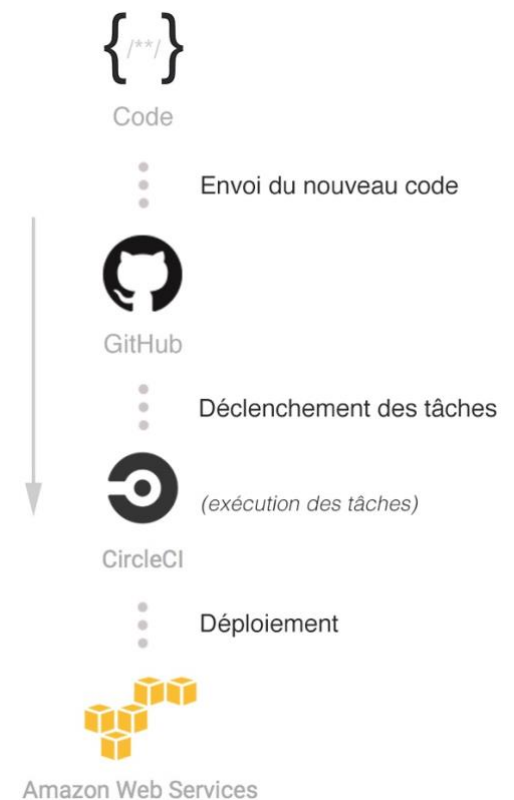 {/**/}
Code
Envoi du nouveau code
GitHub
Déclenchement des tâches
(exécution des tâches)
CircleCI
Déploiement
Amazon Web Services